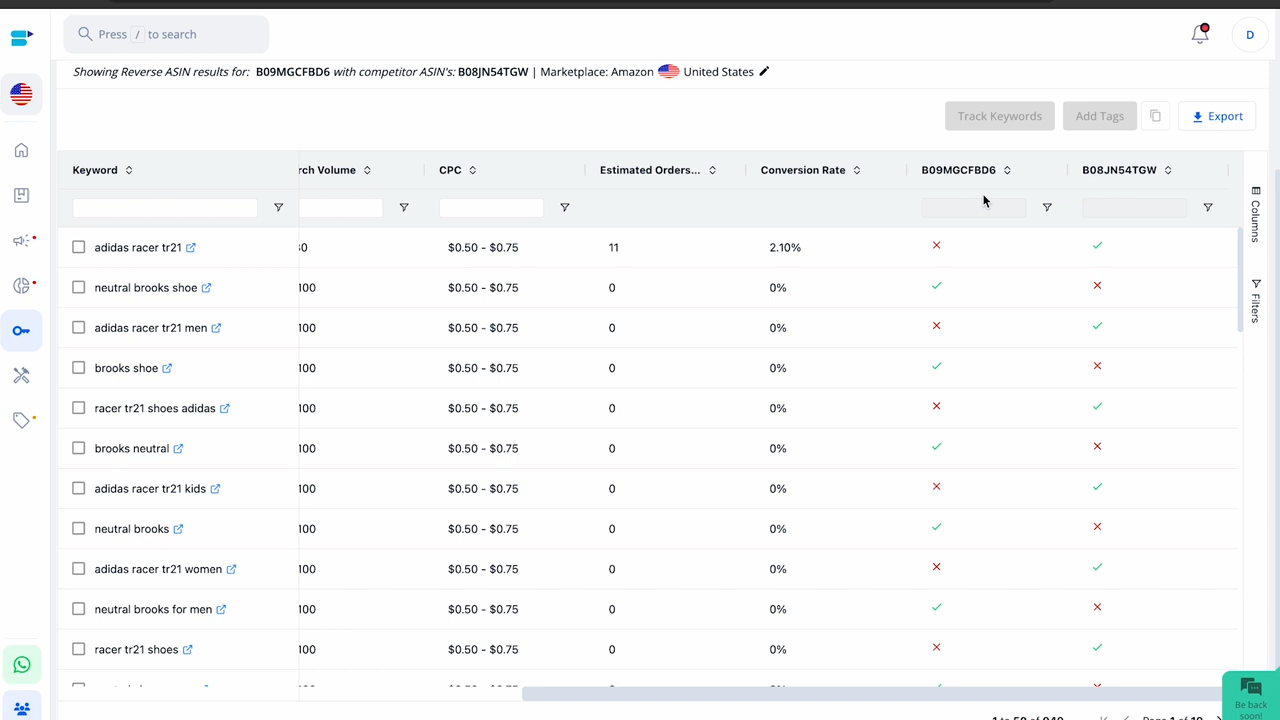 Press / to search
D
Showing Reverse ASIN results for: B09MGCFBD6 with competitor ASIN's: B08JN54TGW | Marketplace: Amazon United States
Track Keywords Add Tags Export
Keyword rch Volume CPC Estimated Orders... Conversion Rate B09MGCFBD6 B08JN54TGW
Columns
Filters
adidas racer tr21 $0.50 - $0.75 11 2.10%
neutral brooks shoe 100 $0.50 - $0.75 0 0%
adidas racer tr21 men 100 $0.50 - $0.75 0 0%
brooks shoe 100 $0.50 - $0.75 0 0%
racer tr21 shoes adidas 100 $0.50 - $0.75 0 0%
brooks neutral 100 $0.50 - $0.75 0 0%
adidas racer tr21 kids 100 $0.50 - $0.75 0 0%
neutral brooks 100 $0.50 - $0.75 0 0%
adidas racer tr21 women 100 $0.50 - $0.75 0 0%
neutral brooks for men 100 $0.50 - $0.75 0 0%
racer tr21 shoes 100 $0.50 - $0.75 0 0%
Be back
soon!